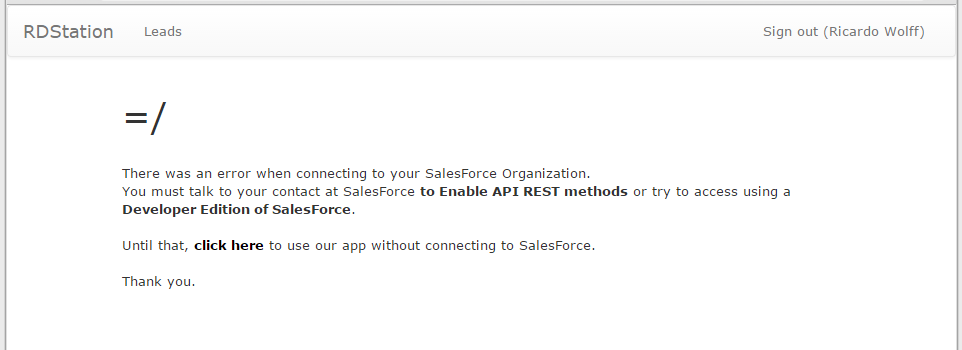 RDStation Leads Sign out (Ricardo Wolff)
=/
There was an error when connecting to your SalesForce Organization.
You must talk to your contact at SalesForce to Enable API REST methods or try to access using a
Developer Edition of SalesForce.
Until that, click here to use our app without connecting to SalesForce.
Thank you.